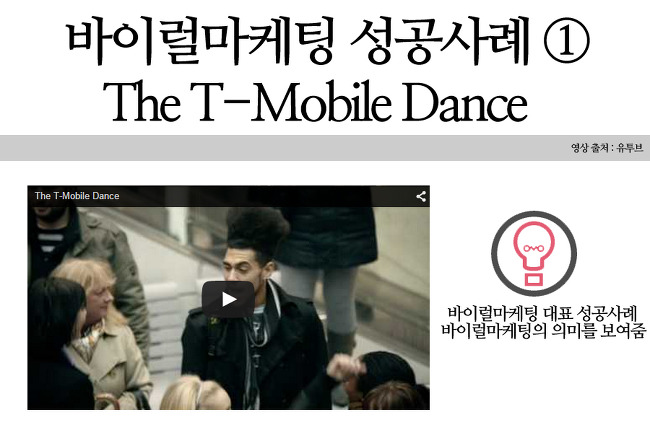 바이럴마케팅 성공사례 ①
The T-Mobile Dance
영상 출처 : 유투브
The T-Mobile Dance
바이럴마케팅 대표 성공사례
바이럴마케팅의 의미를 보여줌